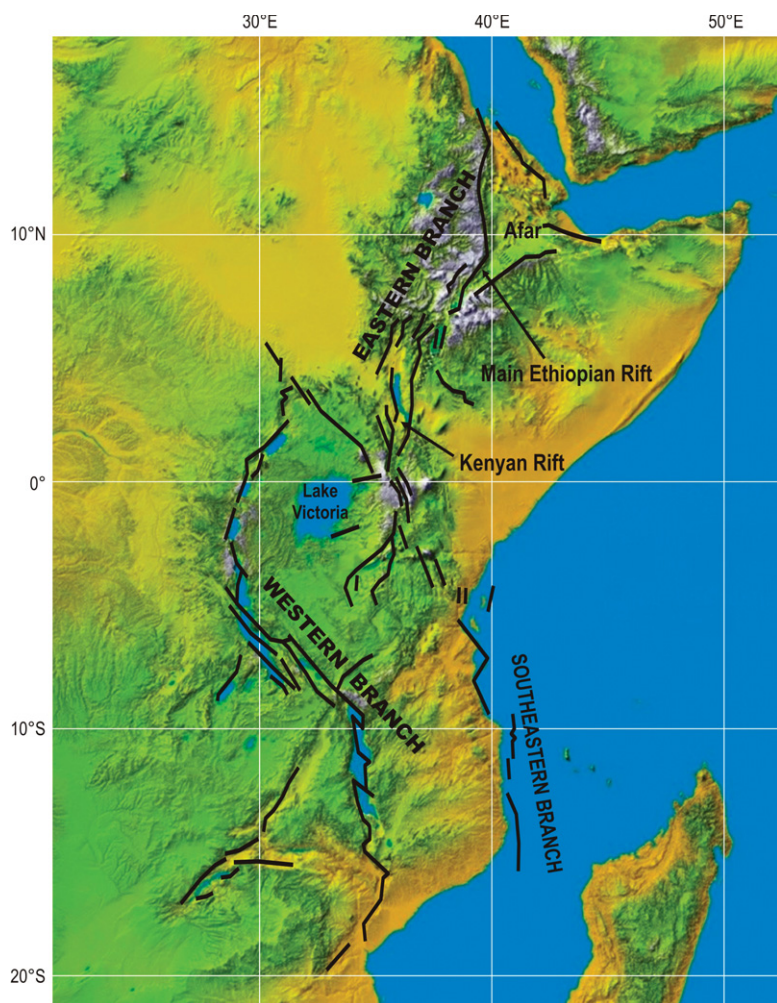 30°E
40°E
50°E
EASTERN BRANCH
10°N
Afar
Main Ethiopian Rift
Kenyan Rift
0°
Lake
Victoria
WESTERN BRANCH
SOUTHEASTERN BRANCH
10°S
20°S